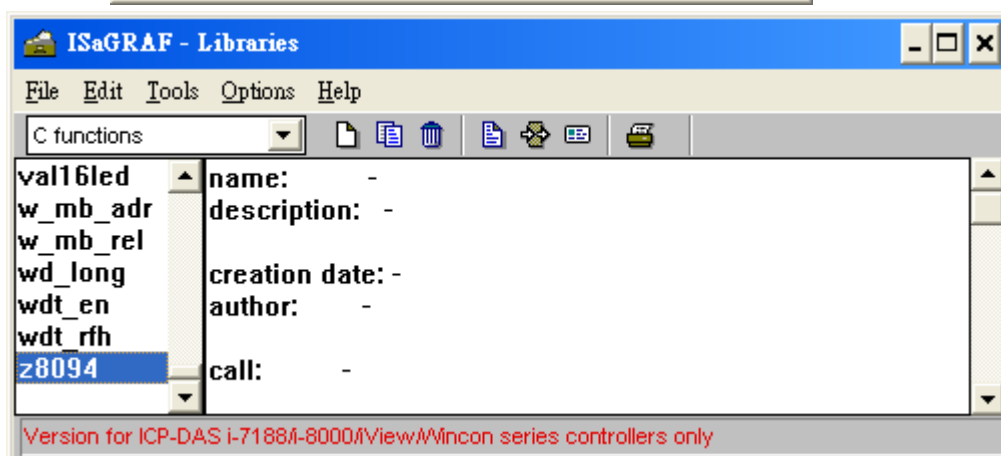 ISaGRAF - Libraries
File Edit Tools Options Help
C functions
val16led
w_mb_adr
w_mb_rel
wd_long
wdt_en
wdt_rfh
z8094
name: -
description: -
creation date: -
author: -
call: -
Version for ICP-DAS i-7188/i-8000/iView/Wincon series controllers only